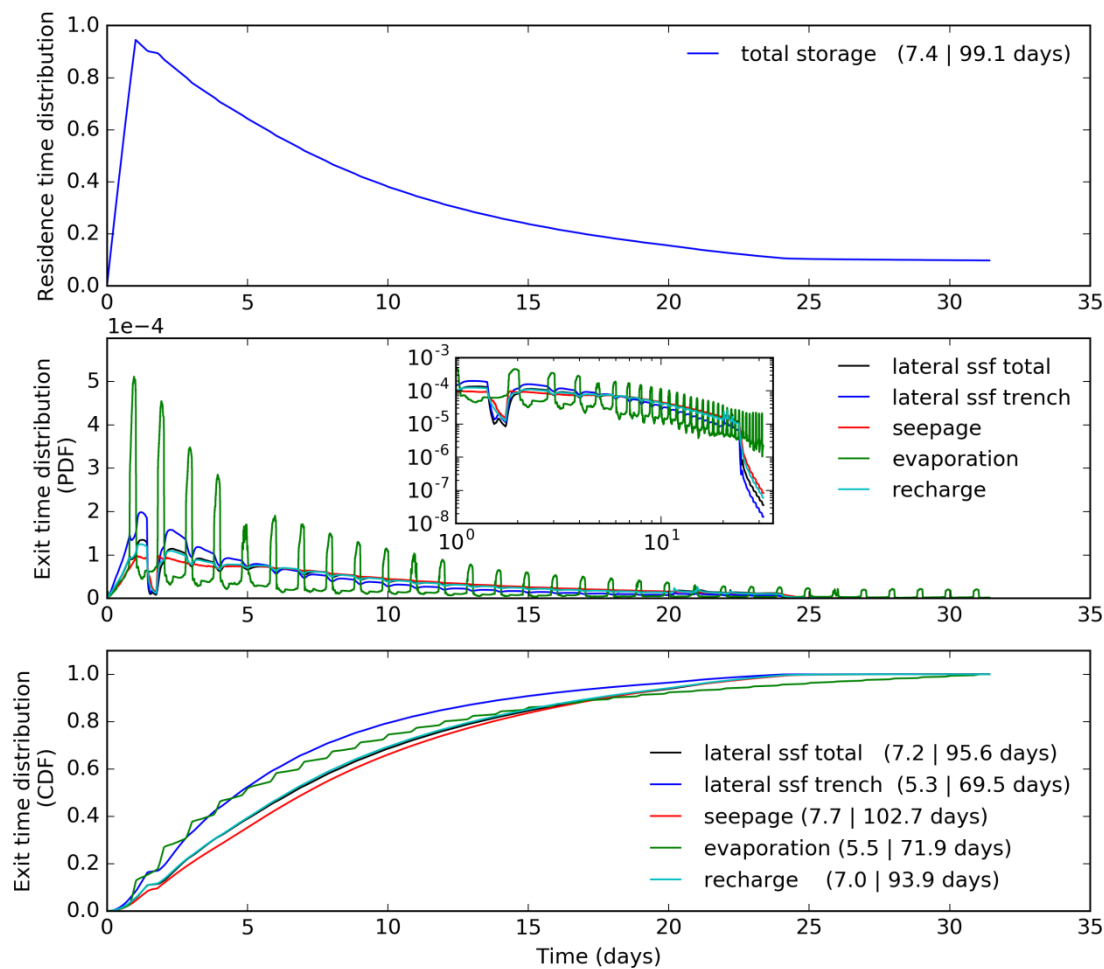 Residence time distribution
1.0
0.8
0.6
0.4
0.2
0.0
total storage (7.4 | 99.1 days)
0 5 10 15 20 25 30 35
1e−4
Exit time distribution
(PDF)
5
4
3
2
1
0
10^-3
10^-4
10^-5
10^-6
10^-7
10^-8
10^0 10^1
lateral ssf total
lateral ssf trench
seepage
evaporation
recharge
0 5 10 15 20 25 30 35
Exit time distribution
(CDF)
1.0
0.8
0.6
0.4
0.2
0.0
lateral ssf total (7.2 | 95.6 days)
lateral ssf trench (5.3 | 69.5 days)
seepage (7.7 | 102.7 days)
evaporation (5.5 | 71.9 days)
recharge (7.0 | 93.9 days)
0 5 10 15 20 25 30 35
Time (days)